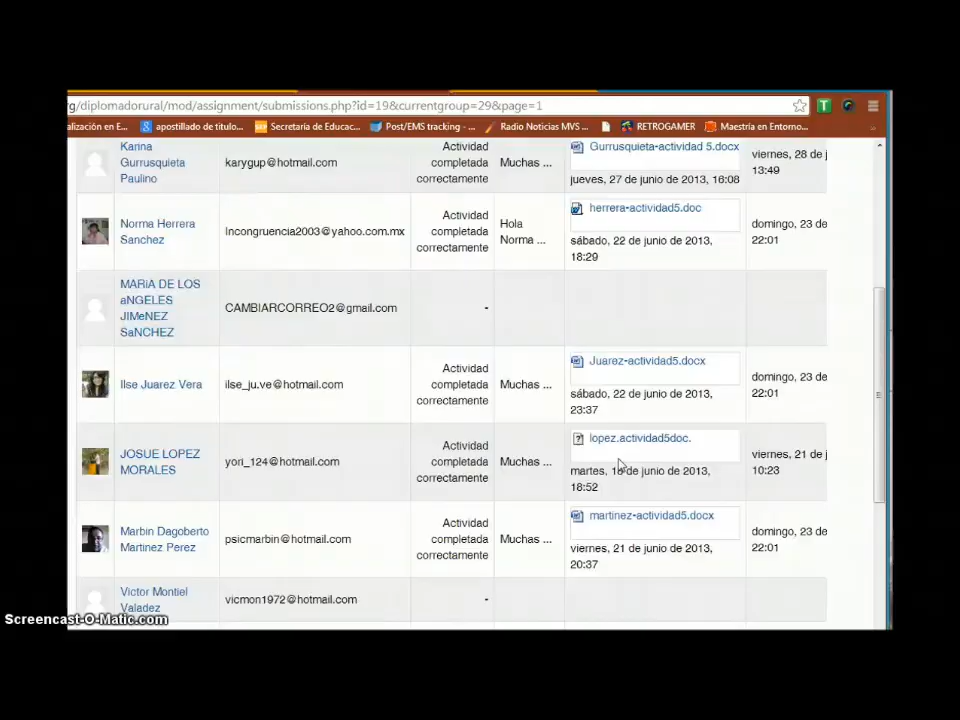 rg/diplomadorural/mod/assignment/submissions.php?id=19&currentgroup=29&page=1
alización en E... apostillado de titulo... Secretaría de Educac... Post/EMS tracking - ... Radio Noticias MVS ... RETROGAMER Maestría en Entorno...
Karina
Gurrusquieta
Paulino
karygup@hotmail.com
Actividad
completada
correctamente
Muchas ...
Gurrusquieta-actividad 5.docx
jueves, 27 de junio de 2013, 16:08
viernes, 28 de j
13:49
Norma Herrera
Sanchez
Incongruencia2003@yahoo.com.mx
Actividad
completada
correctamente
Hola
Norma ...
herrera-actividad5.doc
sábado, 22 de junio de 2013,
18:29
domingo, 23 de
22:01
MARiA DE LOS
aNGELES
JIMeNEZ
SaNCHEZ
CAMBIARCORREO2@gmail.com
-
Ilse Juarez Vera
ilse_ju.ve@hotmail.com
Actividad
completada
correctamente
Muchas ...
Juarez-actividad5.docx
sábado, 22 de junio de 2013,
23:37
domingo, 23 de
22:01
JOSUE LOPEZ
MORALES
yori_124@hotmail.com
Actividad
completada
correctamente
Muchas ...
lopez.actividad5doc.
martes, 18 de junio de 2013,
18:52
viernes, 21 de j
10:23
Marbin Dagoberto
Martinez Perez
psicmarbin@hotmail.com
Actividad
completada
correctamente
Muchas ...
martinez-actividad5.docx
viernes, 21 de junio de 2013,
20:37
domingo, 23 de
22:01
Victor Montiel
Valadez
vicmon1972@hotmail.com
-
Screencast-O-Matic.com